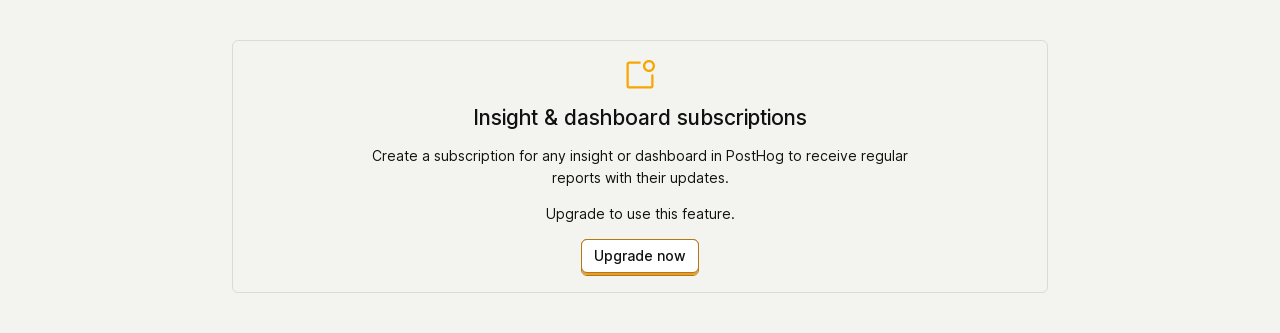 Insight & dashboard subscriptions
Create a subscription for any insight or dashboard in PostHog to receive regular
reports with their updates.
Upgrade to use this feature.
Upgrade now